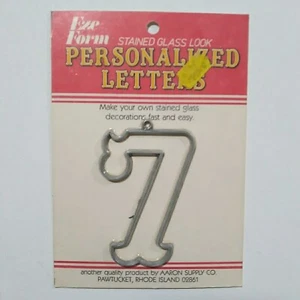 Eze
Form
STAINED GLASS LOOK
PERSONALIZED
LETTERS
Make your own stained glass
decorations fast and easy.
7
another quality product by AARON SUPPLY CO.
PAWTUCKET, RHODE ISLAND 02861